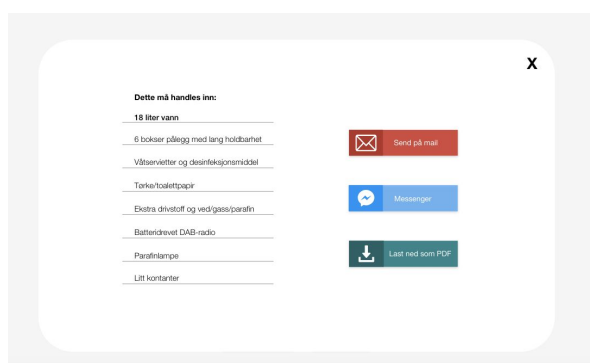 X
Dette må handles inn:
18 liter vann
6 bokser pålegg med lang holdbarhet
Våtservietter og desinfeksjonsmiddel
Tørke/toalettpapir
Ekstra drivstoff og ved/gass/parafin
Batteridrevet DAB-radio
Parafinlampe
Litt kontanter
Send på mail
Messenger
Last ned som PDF